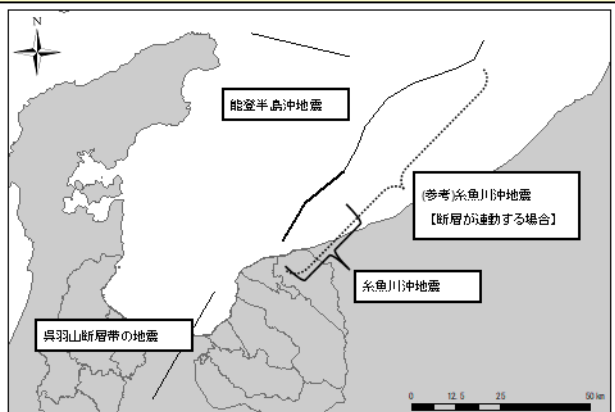 N
能登半島沖地震
(参考)糸魚川沖地震
【断層が連動する場合】
糸魚川沖地震
呉羽山断層帯の地震
0 12.5 25 50 km